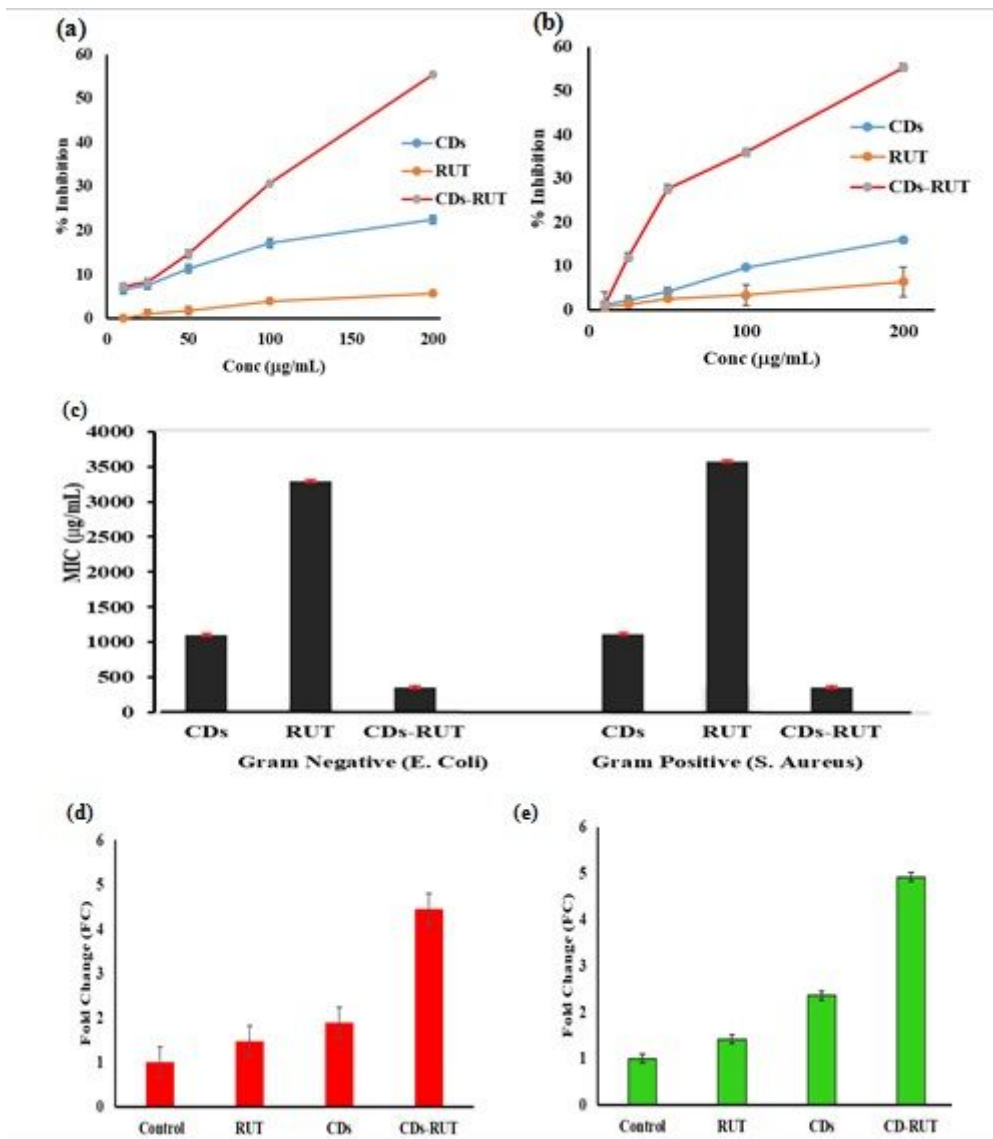 (a)
60
50
40
30
20
10
0
% Inhibition
0 50 100 150 200
Conc (µg/mL)
CDs
RUT
CDs-RUT
(b)
60
50
40
30
20
10
0
% Inhibition
0 100 200
Conc (µg/mL)
CDs
RUT
CDs-RUT
(c)
4000
3500
3000
2500
2000
1500
1000
500
0
MIC (µg/mL)
CDs RUT CDs-RUT CDs RUT CDs-RUT
Gram Negative (E. Coli) Gram Positive (S. Aureus)
(d)
6
5
4
3
2
1
0
Fold Change (FC)
Control RUT CDs CDs-RUT
(e)
6
5
4
3
2
1
0
Fold Change (FC)
Control RUT CDs CD-RUT